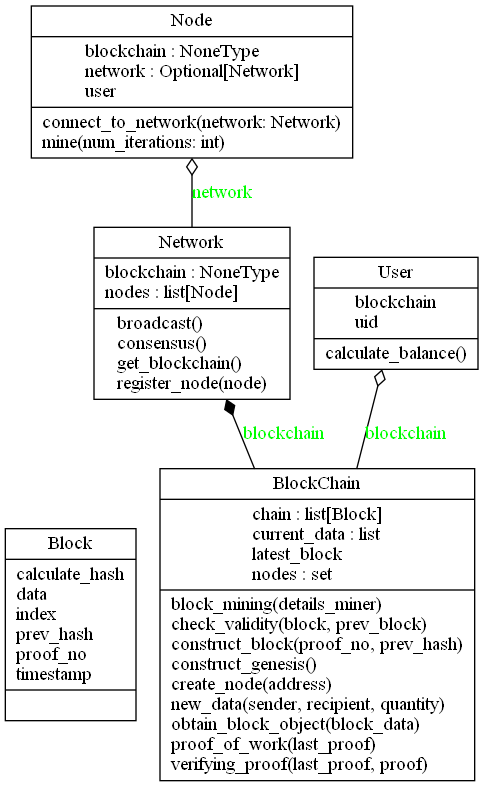 Node
blockchain : NoneType
network : Optional[Network]
user
connect_to_network(network: Network)
mine(num_iterations: int)
network
Network
blockchain : NoneType
nodes : list[Node]
broadcast()
consensus()
get_blockchain()
register_node(node)
User
blockchain
uid
calculate_balance()
blockchain
blockchain
Block
calculate_hash
data
index
prev_hash
proof_no
timestamp
BlockChain
chain : list[Block]
current_data : list
latest_block
nodes : set
block_mining(details_miner)
check_validity(block, prev_block)
construct_block(proof_no, prev_hash)
construct_genesis()
create_node(address)
new_data(sender, recipient, quantity)
obtain_block_object(block_data)
proof_of_work(last_proof)
verifying_proof(last_proof, proof)